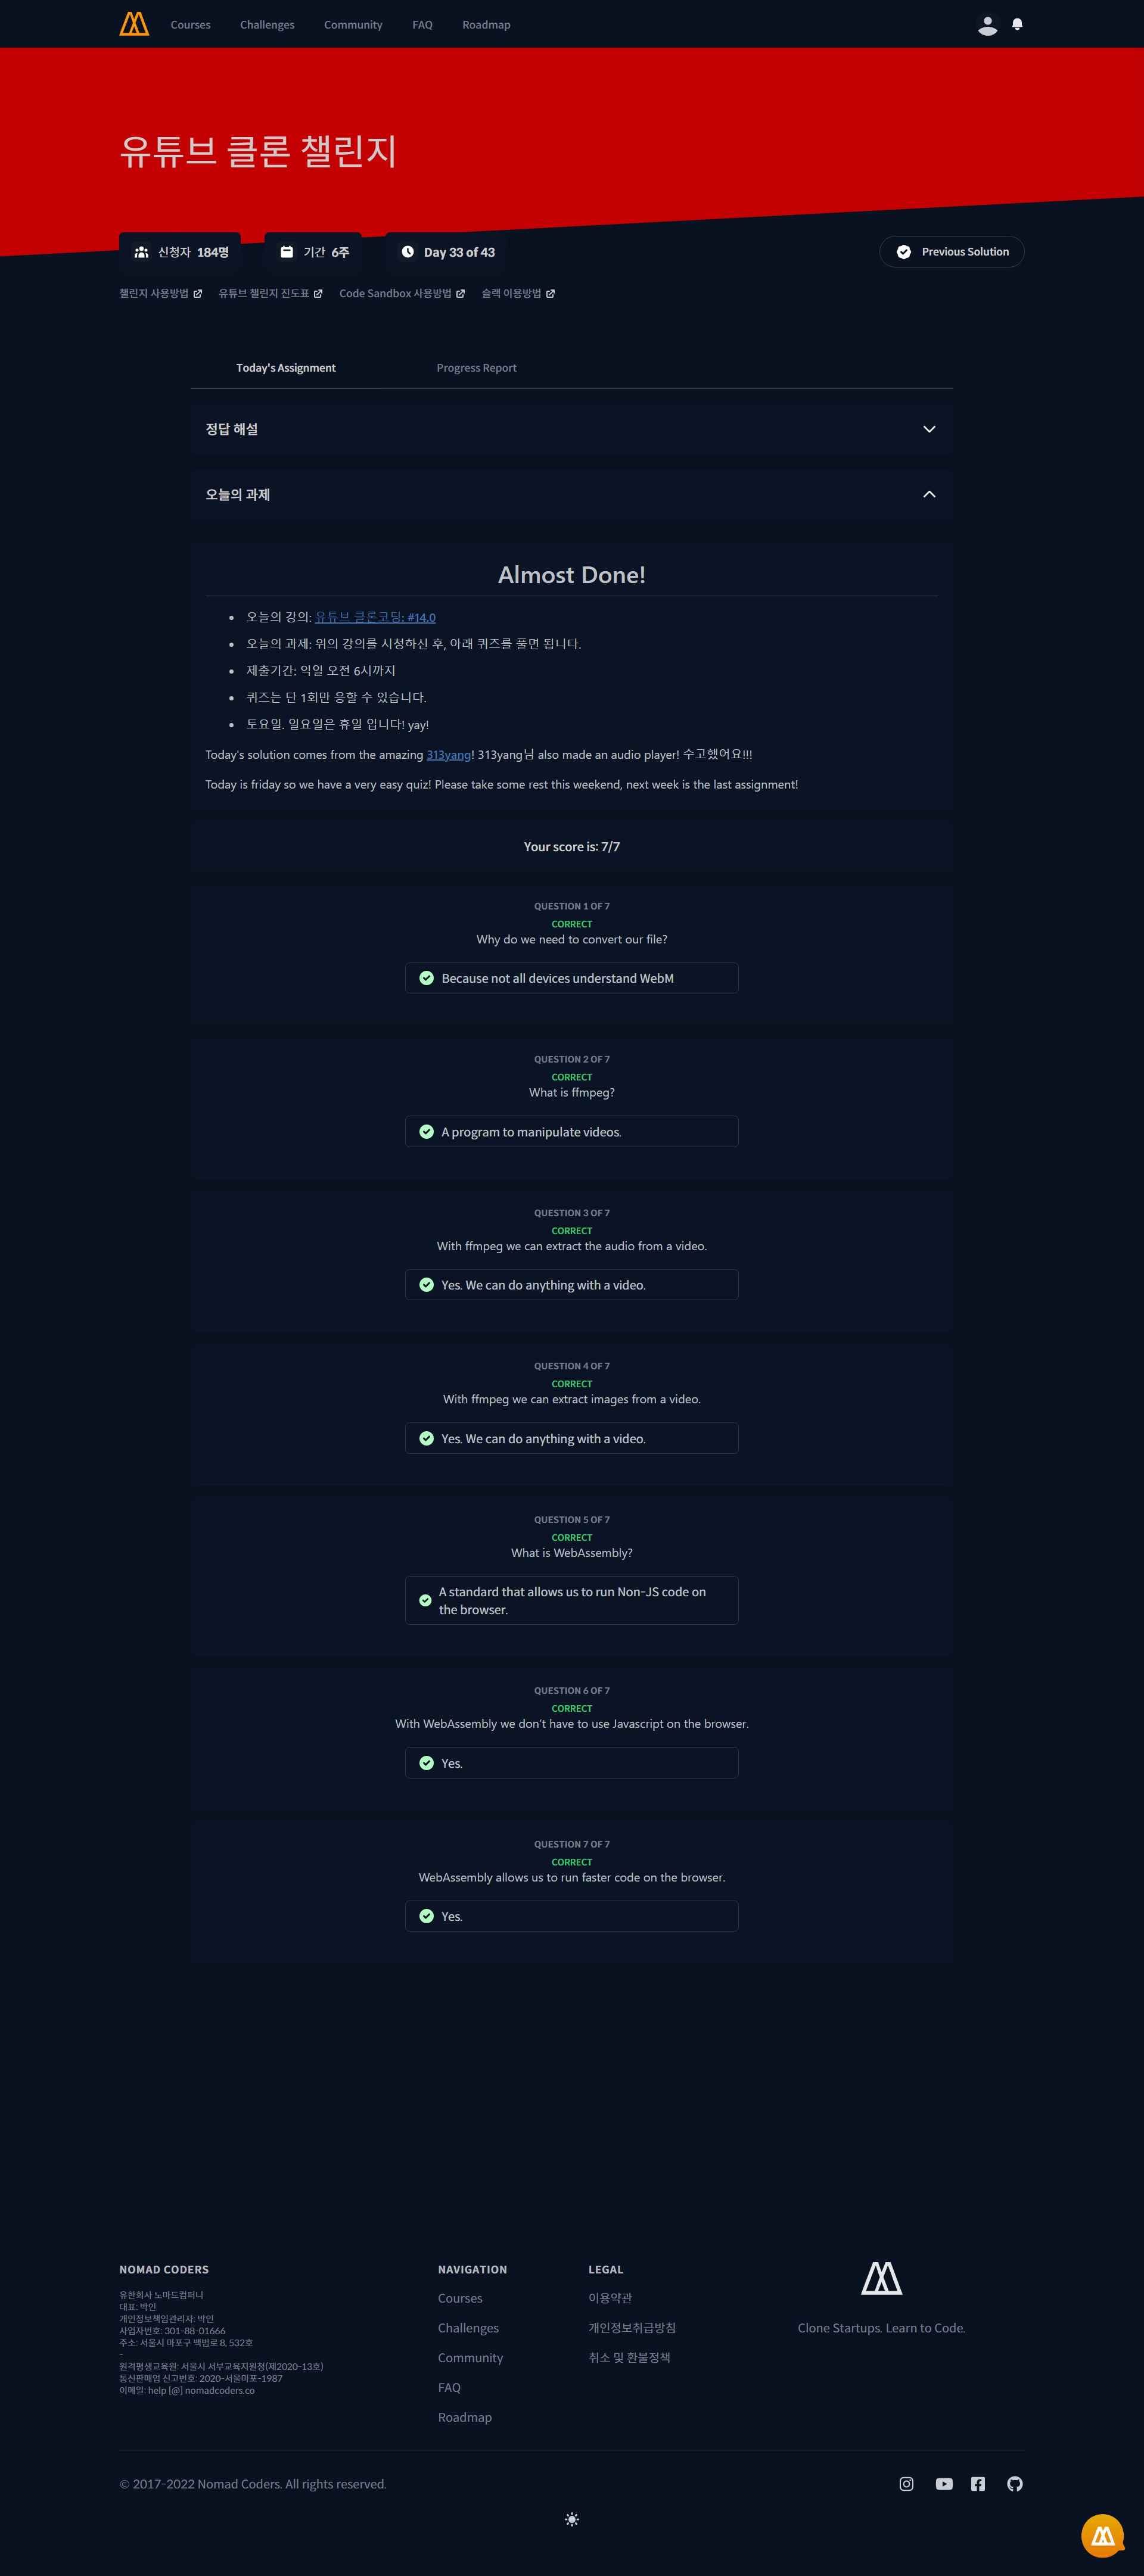 Courses
Challenges
Community
FAQ
Roadmap
유튜브 클론 챌린지
신청자 184명
기간 6주
Day 33 of 43
Previous Solution
챌린지 사용방법
유튜브 챌린지 진도표
Code Sandbox 사용방법
슬랙 이용방법
Today's Assignment
Progress Report
정답 해설
오늘의 과제
Almost Done!
오늘의 강의: 유튜브 클론코딩: #14.0
오늘의 과제: 위의 강의를 시청하신 후, 아래 퀴즈를 풀면 됩니다.
제출기간: 익일 오전 6시까지
퀴즈는 단 1회만 응할 수 있습니다.
토요일. 일요일은 휴일 입니다! yay!
Today's solution comes from the amazing 313yang! 313yang님 also made an audio player! 수고했어요!!!
Today is friday so we have a very easy quiz! Please take some rest this weekend, next week is the last assignment!
Your score is: 7/7
QUESTION 1 OF 7
CORRECT
Why do we need to convert our file?
Because not all devices understand WebM
QUESTION 2 OF 7
CORRECT
What is ffmpeg?
A program to manipulate videos.
QUESTION 3 OF 7
CORRECT
With ffmpeg we can extract the audio from a video.
Yes. We can do anything with a video.
QUESTION 4 OF 7
CORRECT
With ffmpeg we can extract images from a video.
Yes. We can do anything with a video.
QUESTION 5 OF 7
CORRECT
What is WebAssembly?
A standard that allows us to run Non-JS code on
the browser.
QUESTION 6 OF 7
CORRECT
With WebAssembly we don't have to use Javascript on the browser.
Yes.
QUESTION 7 OF 7
CORRECT
WebAssembly allows us to run faster code on the browser.
Yes.
NOMAD CODERS
유한회사 노마드컴퍼니
대표: 박인
개인정보책임관리자: 박인
사업자번호: 301-88-01666
주소: 서울시 마포구 백범로 8, 532호
-
원격평생교육원: 서울시 서부교육지원청(제2020-13호)
통신판매업 신고번호: 2020-서울마포-1987
이메일: help [@] nomadcoders.co
NAVIGATION
Courses
Challenges
Community
FAQ
Roadmap
LEGAL
이용약관
개인정보취급방침
취소 및 환불정책
Clone Startups. Learn to Code.
© 2017-2022 Nomad Coders. All rights reserved.